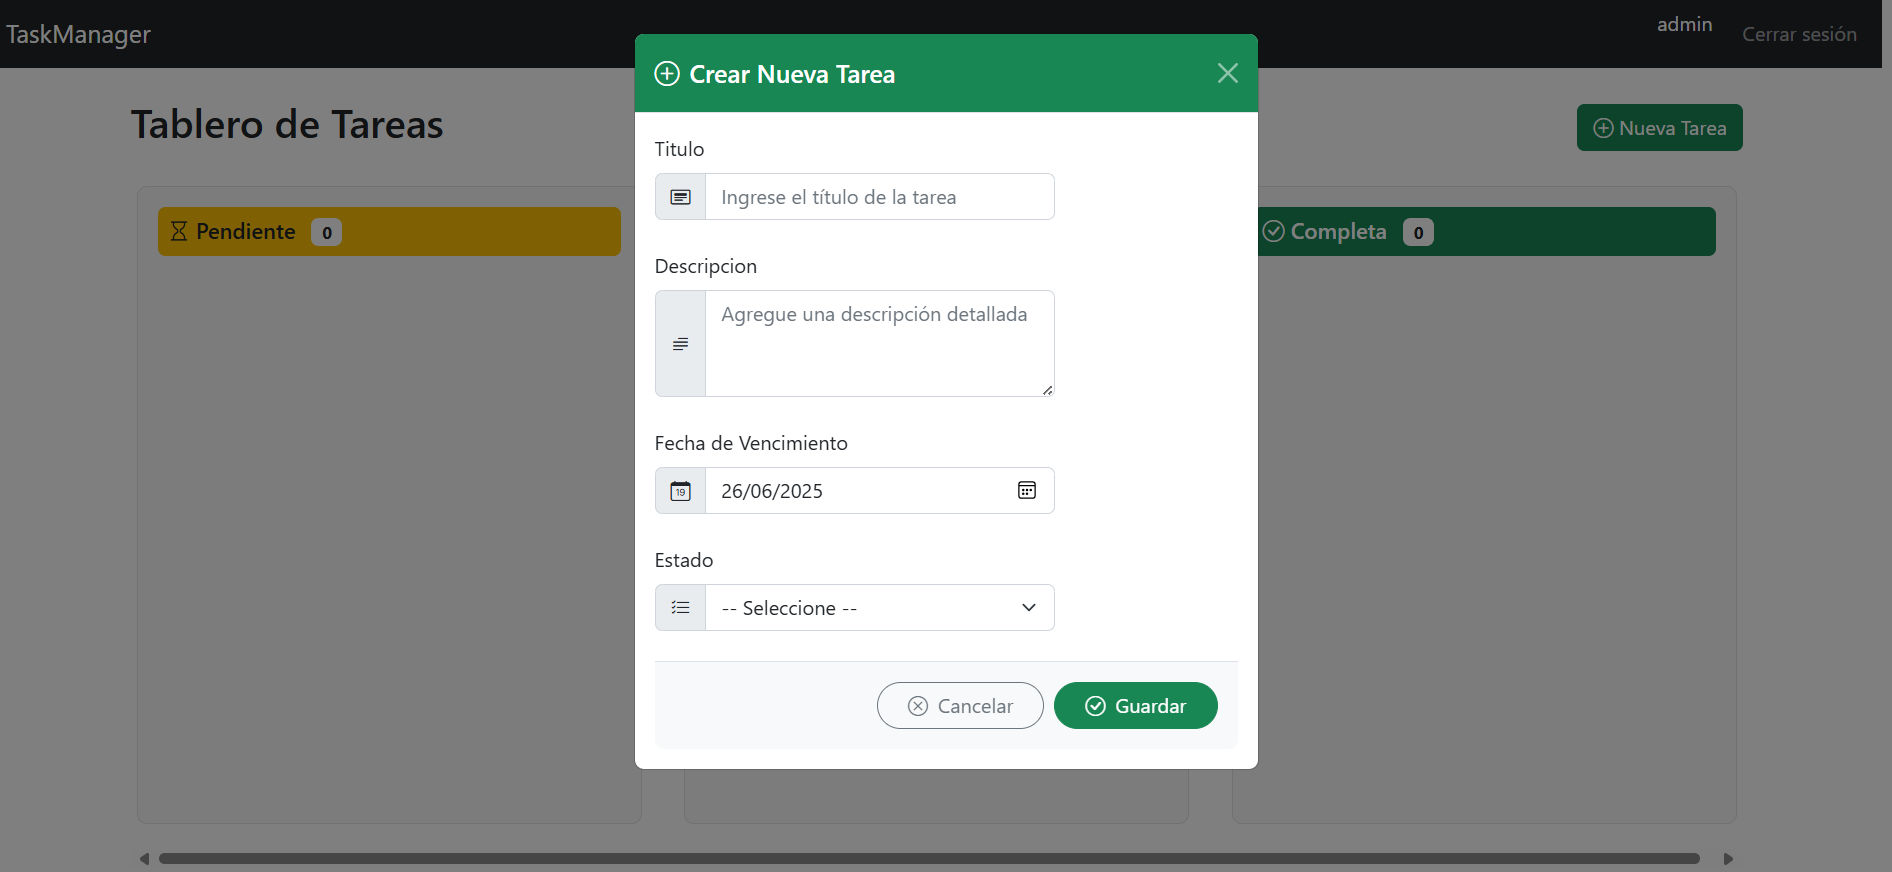 TaskManager
admin
Cerrar sesión
Crear Nueva Tarea
Tablero de Tareas
Nueva Tarea
Titulo
Ingrese el título de la tarea
Pendiente 0
Completa 0
Descripcion
Agregue una descripción detallada
Fecha de Vencimiento
19
26/06/2025
Estado
-- Seleccione --
Cancelar
Guardar